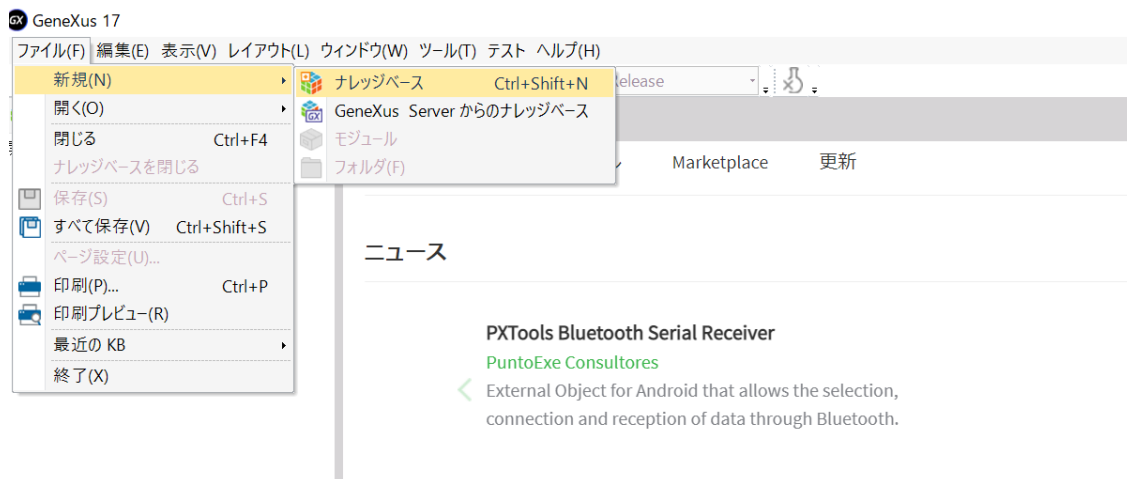 GeneXus 17
ファイル(F) 編集(E) 表示(V) レイアウト(L) ウィンドウ(W) ツール(T) テスト ヘルプ(H)
新規(N)
開く(O)
閉じる Ctrl+F4
ナレッジベースを閉じる
保存(S) Ctrl+S
すべて保存(V) Ctrl+Shift+S
ページ設定(U)...
印刷(P)... Ctrl+P
印刷プレビュー(R)
最近の KB
終了(X)
ナレッジベース Ctrl+Shift+N
GeneXus Server からのナレッジベース
モジュール
フォルダ(F)
elease
Marketplace 更新
ニュース
PXTools Bluetooth Serial Receiver
PuntoExe Consultores
External Object for Android that allows the selection,
connection and reception of data through Bluetooth.